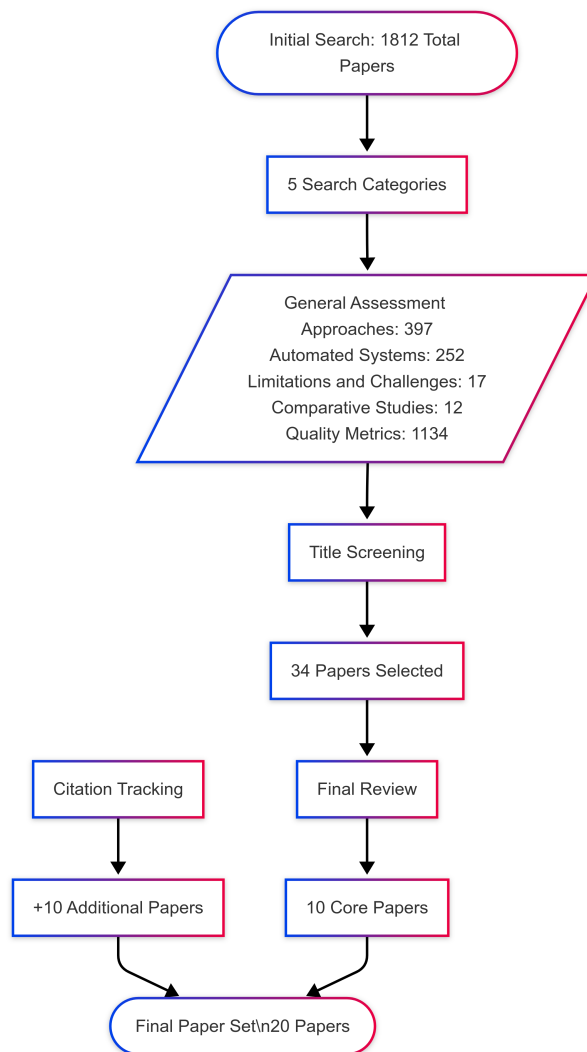 Initial Search: 1812 Total
Papers
5 Search Categories
General Assessment
Approaches: 397
Automated Systems: 252
Limitations and Challenges: 17
Comparative Studies: 12
Quality Metrics: 1134
Title Screening
34 Papers Selected
Citation Tracking
Final Review
+10 Additional Papers
10 Core Papers
Final Paper Set\n20 Papers